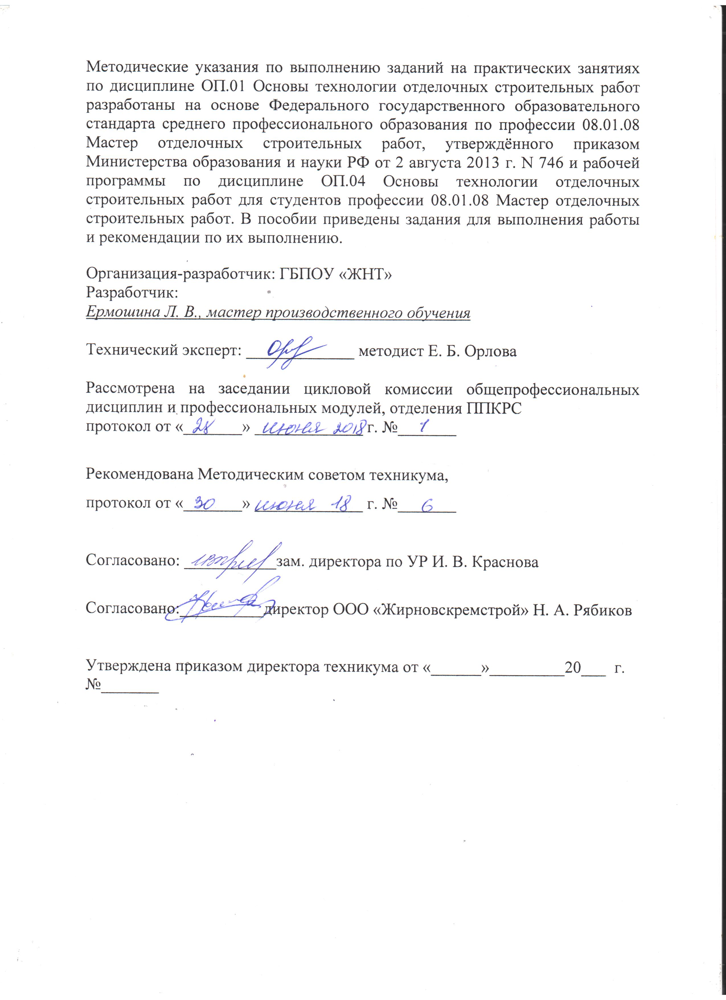 Методические указания по выполнению заданий на практических занятиях
по дисциплине ОП.01 Основы технологии отделочных строительных работ
разработаны на основе Федерального государственного образовательного
стандарта среднего профессионального образования по профессии 08.01.08
Мастер отделочных строительных работ, утверждённого приказом
Министерства образования и науки РФ от 2 августа 2013 г. N 746 и рабочей
программы по дисциплине ОП.04 Основы технологии отделочных
строительных работ для студентов профессии 08.01.08 Мастер отделочных
строительных работ. В пособии приведены задания для выполнения работы
и рекомендации по их выполнению.
Организация-разработчик: ГБПОУ «ЖНТ»
Разработчик:
Ермошина Л. В., мастер производственного обучения
Технический эксперт: _____________ методист Е. Б. Орлова
Рассмотрена на заседании цикловой комиссии общепрофессиональных
дисциплин и профессиональных модулей, отделения ППКРС
протокол от « 28 » июня 2018 г. № 1
Рекомендована Методическим советом техникума,
протокол от « 30 » июня 18 г. № 6
Согласовано: ___________зам. директора по УР И. В. Краснова
Согласовано:__________директор ООО «Жирновскремстрой» Н. А. Рябиков
Утверждена приказом директора техникума от «______»_________20___ г.
№_______